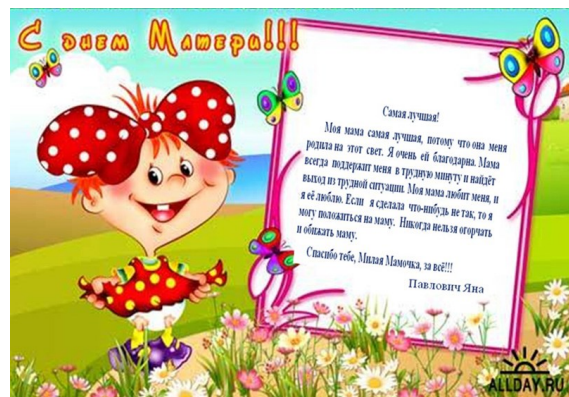 С днем Матери!!!
Самая лучшая!
Моя мама самая лучшая, потому что она меня
родила на этот свет. Я очень ей благодарна. Мама
всегда поддержит меня в трудную минуту и найдёт
выход из трудной ситуации. Моя мама любит меня, и
я её люблю. Если я сделала что-нибудь не так, то я
могу положиться на маму. Никогда нельзя огорчать
и обижать маму.
Спасибо тебе, Милая Мамочка, за всё!!!
Павлович Яна
ALLDAY.RU